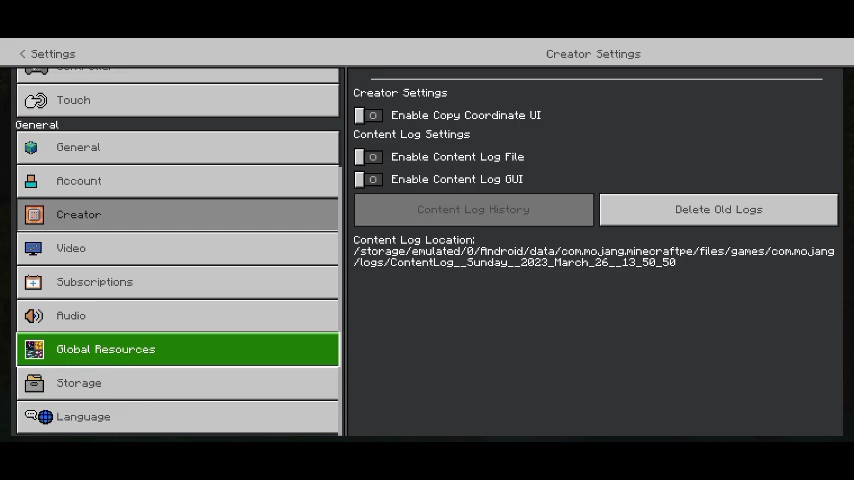 Settings
Creator Settings
Touch
General
General
Account
Creator
Video
Subscriptions
Audio
Global Resources
Storage
Language
Creator Settings
Enable Copy Coordinate UI
Content Log Settings
Enable Content Log File
Enable Content Log GUI
Content Log History
Delete Old Logs
Content Log Location:
/storage/emulated/0/Android/data/com.mojang.minecraftpe/files/games/com.mojang
/logs/ContentLog__Sunday__2023_March_26__13_50_50